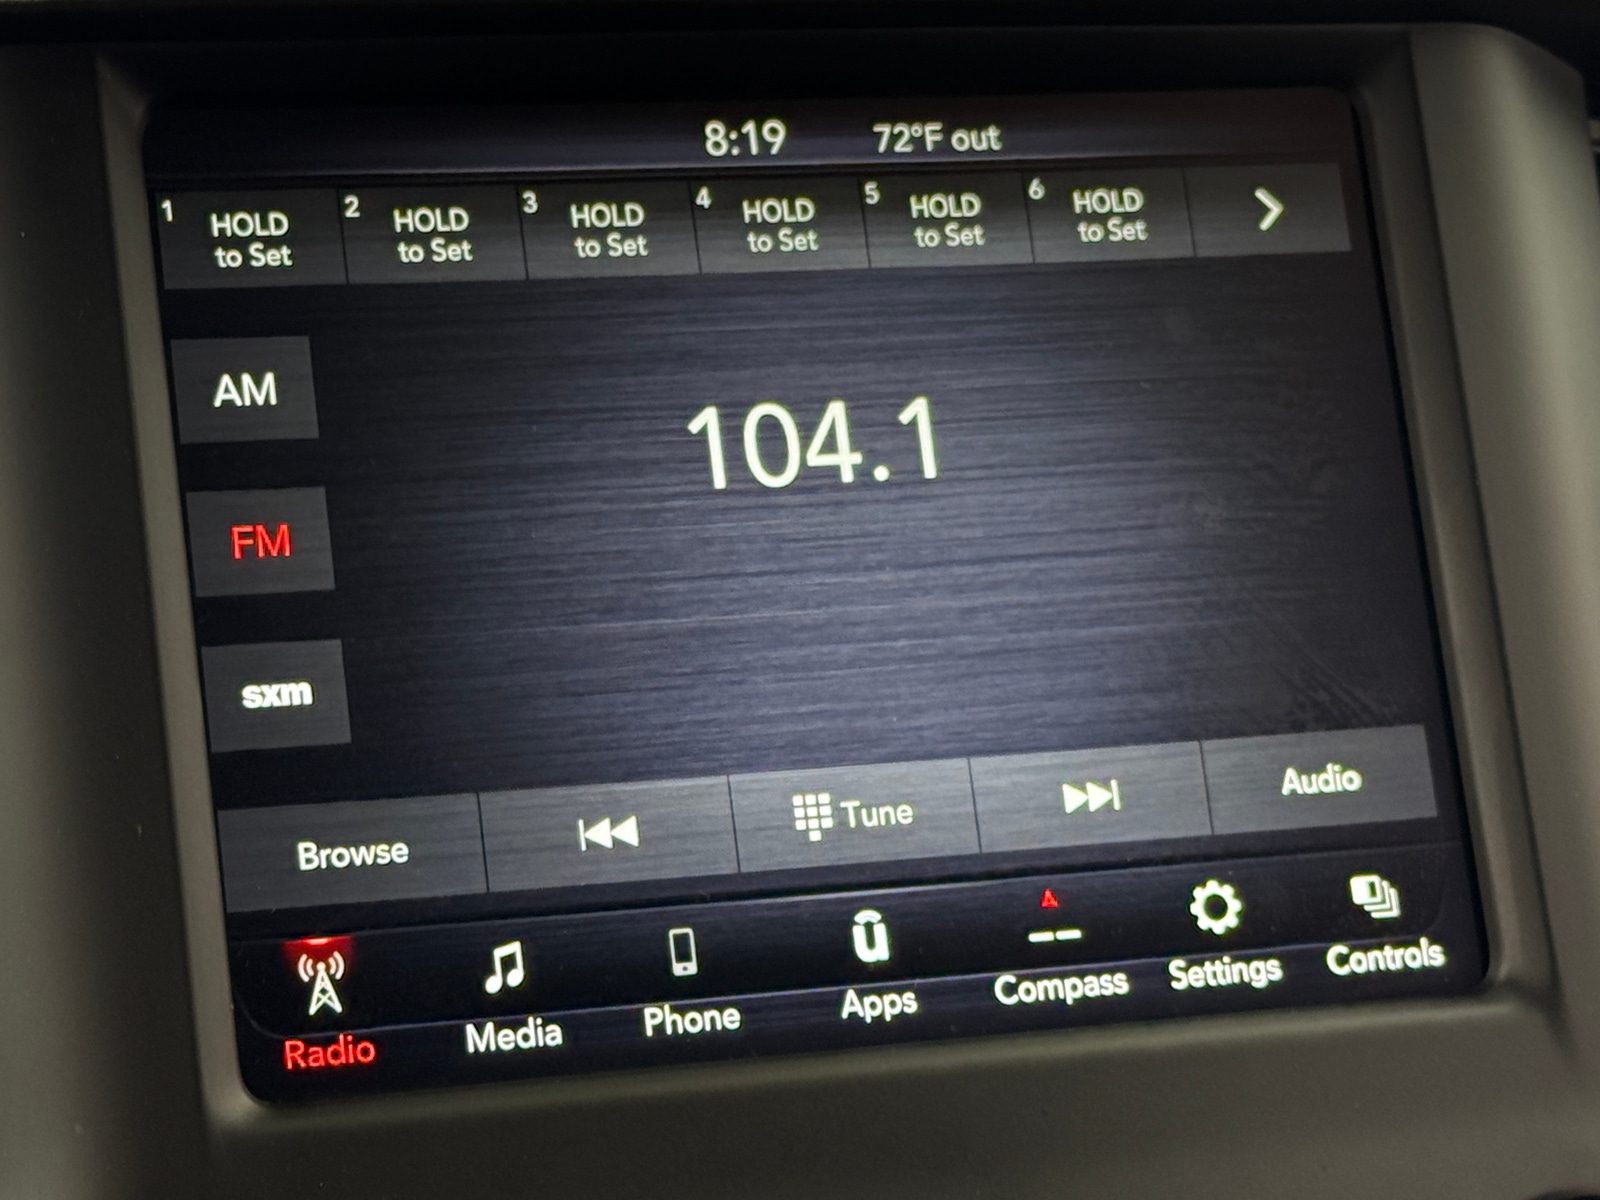 8:19 72°F out
1 HOLD to Set
2 HOLD to Set
3 HOLD to Set
4 HOLD to Set
5 HOLD to Set
6 HOLD to Set
AM
104.1
FM
sxm
Browse Tune Audio
Radio Media Phone Apps Compass Settings Controls